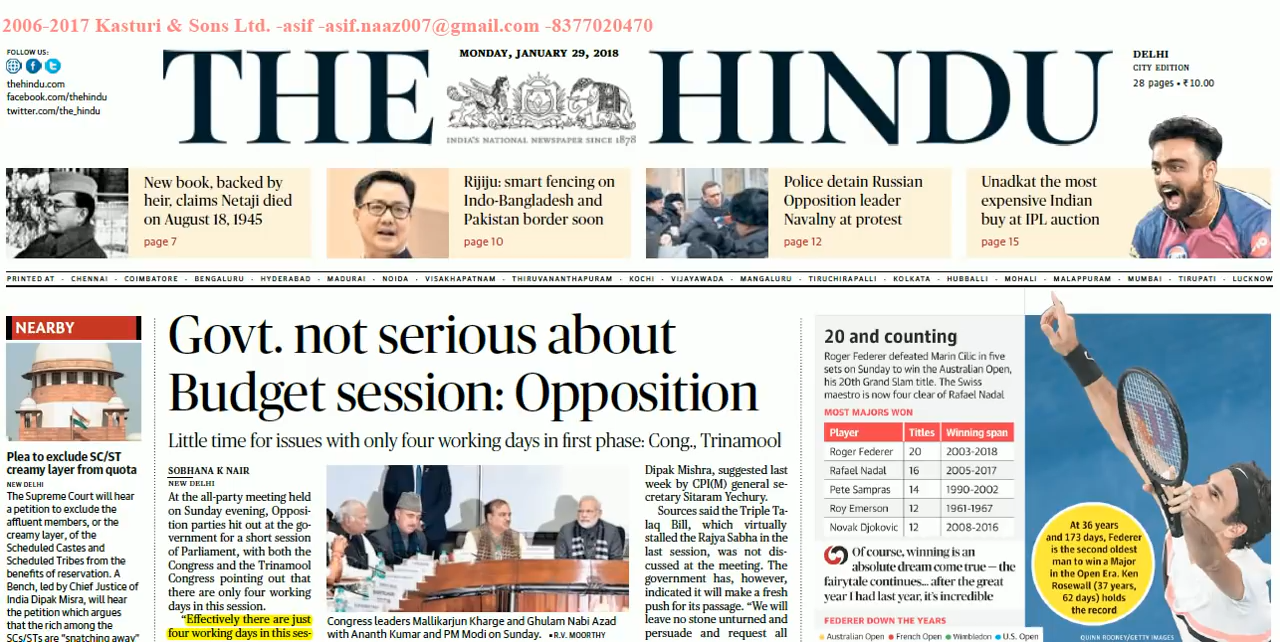 2006-2017 Kasturi & Sons Ltd. -asif -asif.naaz007@gmail.com -8377020470
FOLLOW US:
thehindu.com
facebook.com/thehindu
twitter.com/the_hindu
MONDAY, JANUARY 29, 2018
THE HINDU
INDIA'S NATIONAL NEWSPAPER SINCE 1878
DELHI
CITY EDITION
28 pages • ₹10.00
New book, backed by
heir, claims Netaji died
on August 18, 1945
page 7
Rijiju: smart fencing on
Indo-Bangladesh and
Pakistan border soon
page 10
Police detain Russian
Opposition leader
Navalny at protest
page 12
Unadkat the most
expensive Indian
buy at IPL auction
page 15
PRINTED AT · CHENNAI · COIMBATORE · BENGALURU · HYDERABAD · MADURAI · NOIDA · VISAKHAPATNAM · THIRUVANANTHAPURAM · KOCHI · VIJAYAWADA · MANGALURU · TIRUCHIRAPALLI · KOLKATA · HUBBALLI · MOHALI · MALAPPURAM · MUMBAI · TIRUPATI · LUCKNOW
NEARBY
Plea to exclude SC/ST
creamy layer from quota
NEW DELHI
The Supreme Court will hear
a petition to exclude the
affluent members, or the
creamy layer, of the
Scheduled Castes and
Scheduled Tribes from the
benefits of reservation. A
Bench, led by Chief Justice of
India Dipak Misra, will hear
the petition which argues
that the rich among the
SCs/STs are "snatching away"
Govt. not serious about
Budget session: Opposition
Little time for issues with only four working days in first phase: Cong., Trinamool
SOBHANA K NAIR
NEW DELHI
At the all-party meeting held
on Sunday evening, Opposi-
tion parties hit out at the go-
vernment for a short session
of Parliament, with both the
Congress and the Trinamool
Congress pointing out that
there are only four working
days in this session.
"Effectively there are just
four working days in this ses-
Congress leaders Mallikarjun Kharge and Ghulam Nabi Azad
with Ananth Kumar and PM Modi on Sunday. • R.V. MOORTHY
Dipak Mishra, suggested last
week by CPI(M) general se-
cretary Sitaram Yechury.
Sources said the Triple Ta-
laq Bill, which virtually
stalled the Rajya Sabha in the
last session, was not dis-
cussed at the meeting. The
government has, however,
indicated it will make a fresh
push for its passage. "We will
leave no stone unturned and
persuade and request all
20 and counting
Roger Federer defeated Marin Cilic in five
sets on Sunday to win the Australian Open,
his 20th Grand Slam title. The Swiss
maestro is now four clear of Rafael Nadal
MOST MAJORS WON
Player Titles Winning span
Roger Federer 20 2003-2018
Rafael Nadal 16 2005-2017
Pete Sampras 14 1990-2002
Roy Emerson 12 1961-1967
Novak Djokovic 12 2008-2016
Of course, winning is an
absolute dream come true – the
fairytale continues... after the great
year I had last year, it's incredible
FEDERER DOWN THE YEARS
Australian Open French Open Wimbledon U.S. Open
At 36 years
and 173 days, Federer
is the second oldest
man to win a Major
in the Open Era. Ken
Rosewall (37 years,
62 days) holds
the record
QUINN ROONEY/GETTY IMAGES